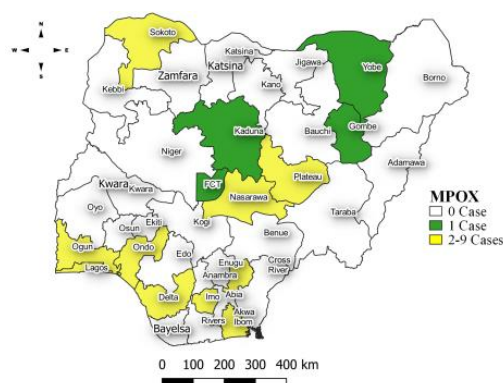 N
W E
S
Sokoto
Katsina
Katsina
Jigawa
Yobe
Borno
Zamfara
Kebbi
Kano
Kaduna
Bauchi
Gombe
Niger
Adamawa
Plateau
FCT
Nasarawa
Kwara
Kwara
Taraba
Oyo
Kogi
Osun
Ekiti
Benue
Ogun
Ondo
Edo
Enugu
Cross
River
Lagos
Anambra
Delta
Imo
Abia
Akwa
Ibom
Rivers
Bayelsa
MPOX
0 Case
1 Case
2-9 Cases
0 100 200 300 400 km